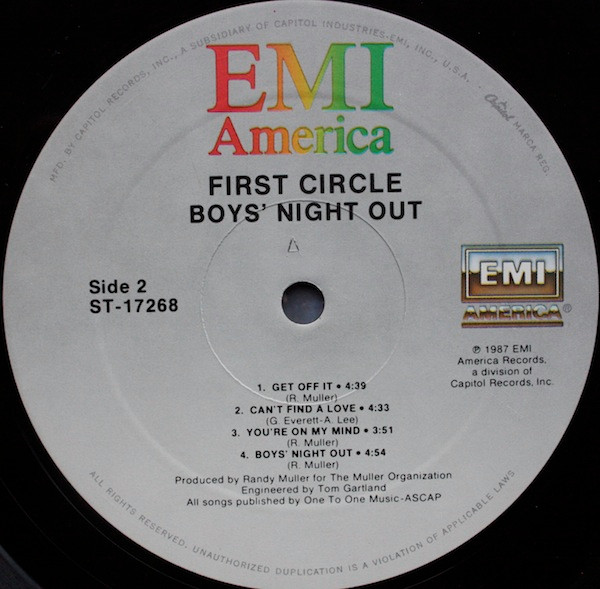 MFD. BY CAPITOL RECORDS, INC., A SUBSIDIARY OF CAPITOL INDUSTRIES-EMI, INC., U.S.A. Capitol MARCA REG.
EMI
America
FIRST CIRCLE
BOYS' NIGHT OUT
Side 2
ST-17268
EMI
AMERICA®
℗ 1987 EMI
America Records,
a division of
Capitol Records, Inc.
1. GET OFF IT • 4:39
(R. Muller)
2. CAN'T FIND A LOVE • 4:33
(G. Everett-A. Lee)
3. YOU'RE ON MY MIND • 3:51
(R. Muller)
4. BOYS' NIGHT OUT • 4:54
(R. Muller)
Produced by Randy Muller for The Muller Organization
Engineered by Tom Gartland
All songs published by One To One Music-ASCAP
ALL RIGHTS RESERVED. UNAUTHORIZED DUPLICATION IS A VIOLATION OF APPLICABLE LAWS